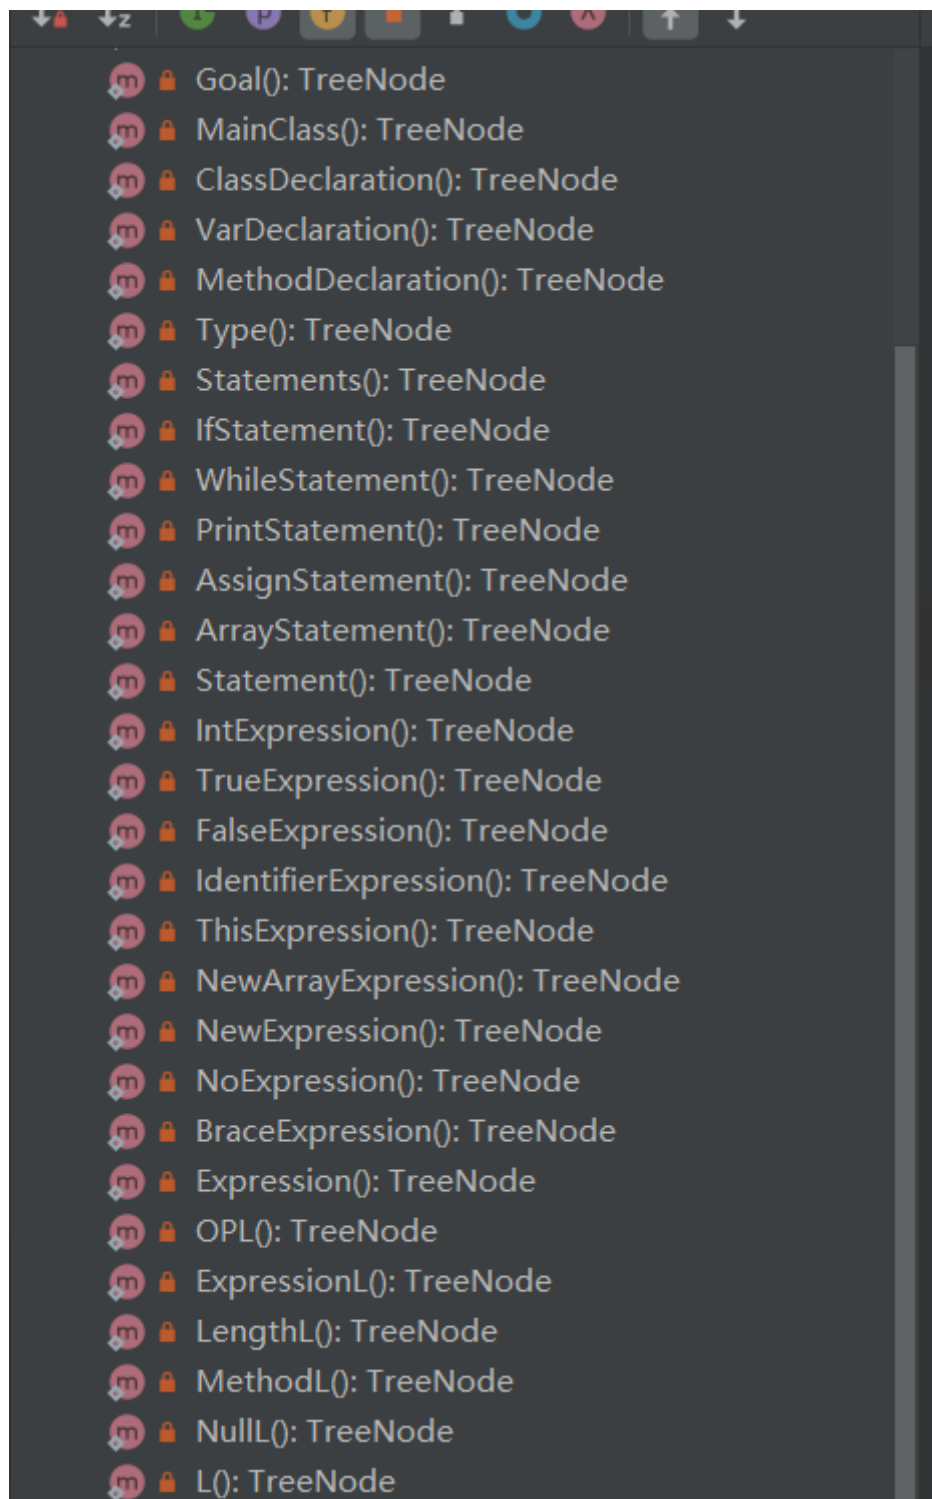 Goal(): TreeNode
MainClass(): TreeNode
ClassDeclaration(): TreeNode
VarDeclaration(): TreeNode
MethodDeclaration(): TreeNode
Type(): TreeNode
Statements(): TreeNode
IfStatement(): TreeNode
WhileStatement(): TreeNode
PrintStatement(): TreeNode
AssignStatement(): TreeNode
ArrayStatement(): TreeNode
Statement(): TreeNode
IntExpression(): TreeNode
TrueExpression(): TreeNode
FalseExpression(): TreeNode
IdentifierExpression(): TreeNode
ThisExpression(): TreeNode
NewArrayExpression(): TreeNode
NewExpression(): TreeNode
NoExpression(): TreeNode
BraceExpression(): TreeNode
Expression(): TreeNode
OPL(): TreeNode
ExpressionL(): TreeNode
LengthL(): TreeNode
MethodL(): TreeNode
NullL(): TreeNode
L(): TreeNode